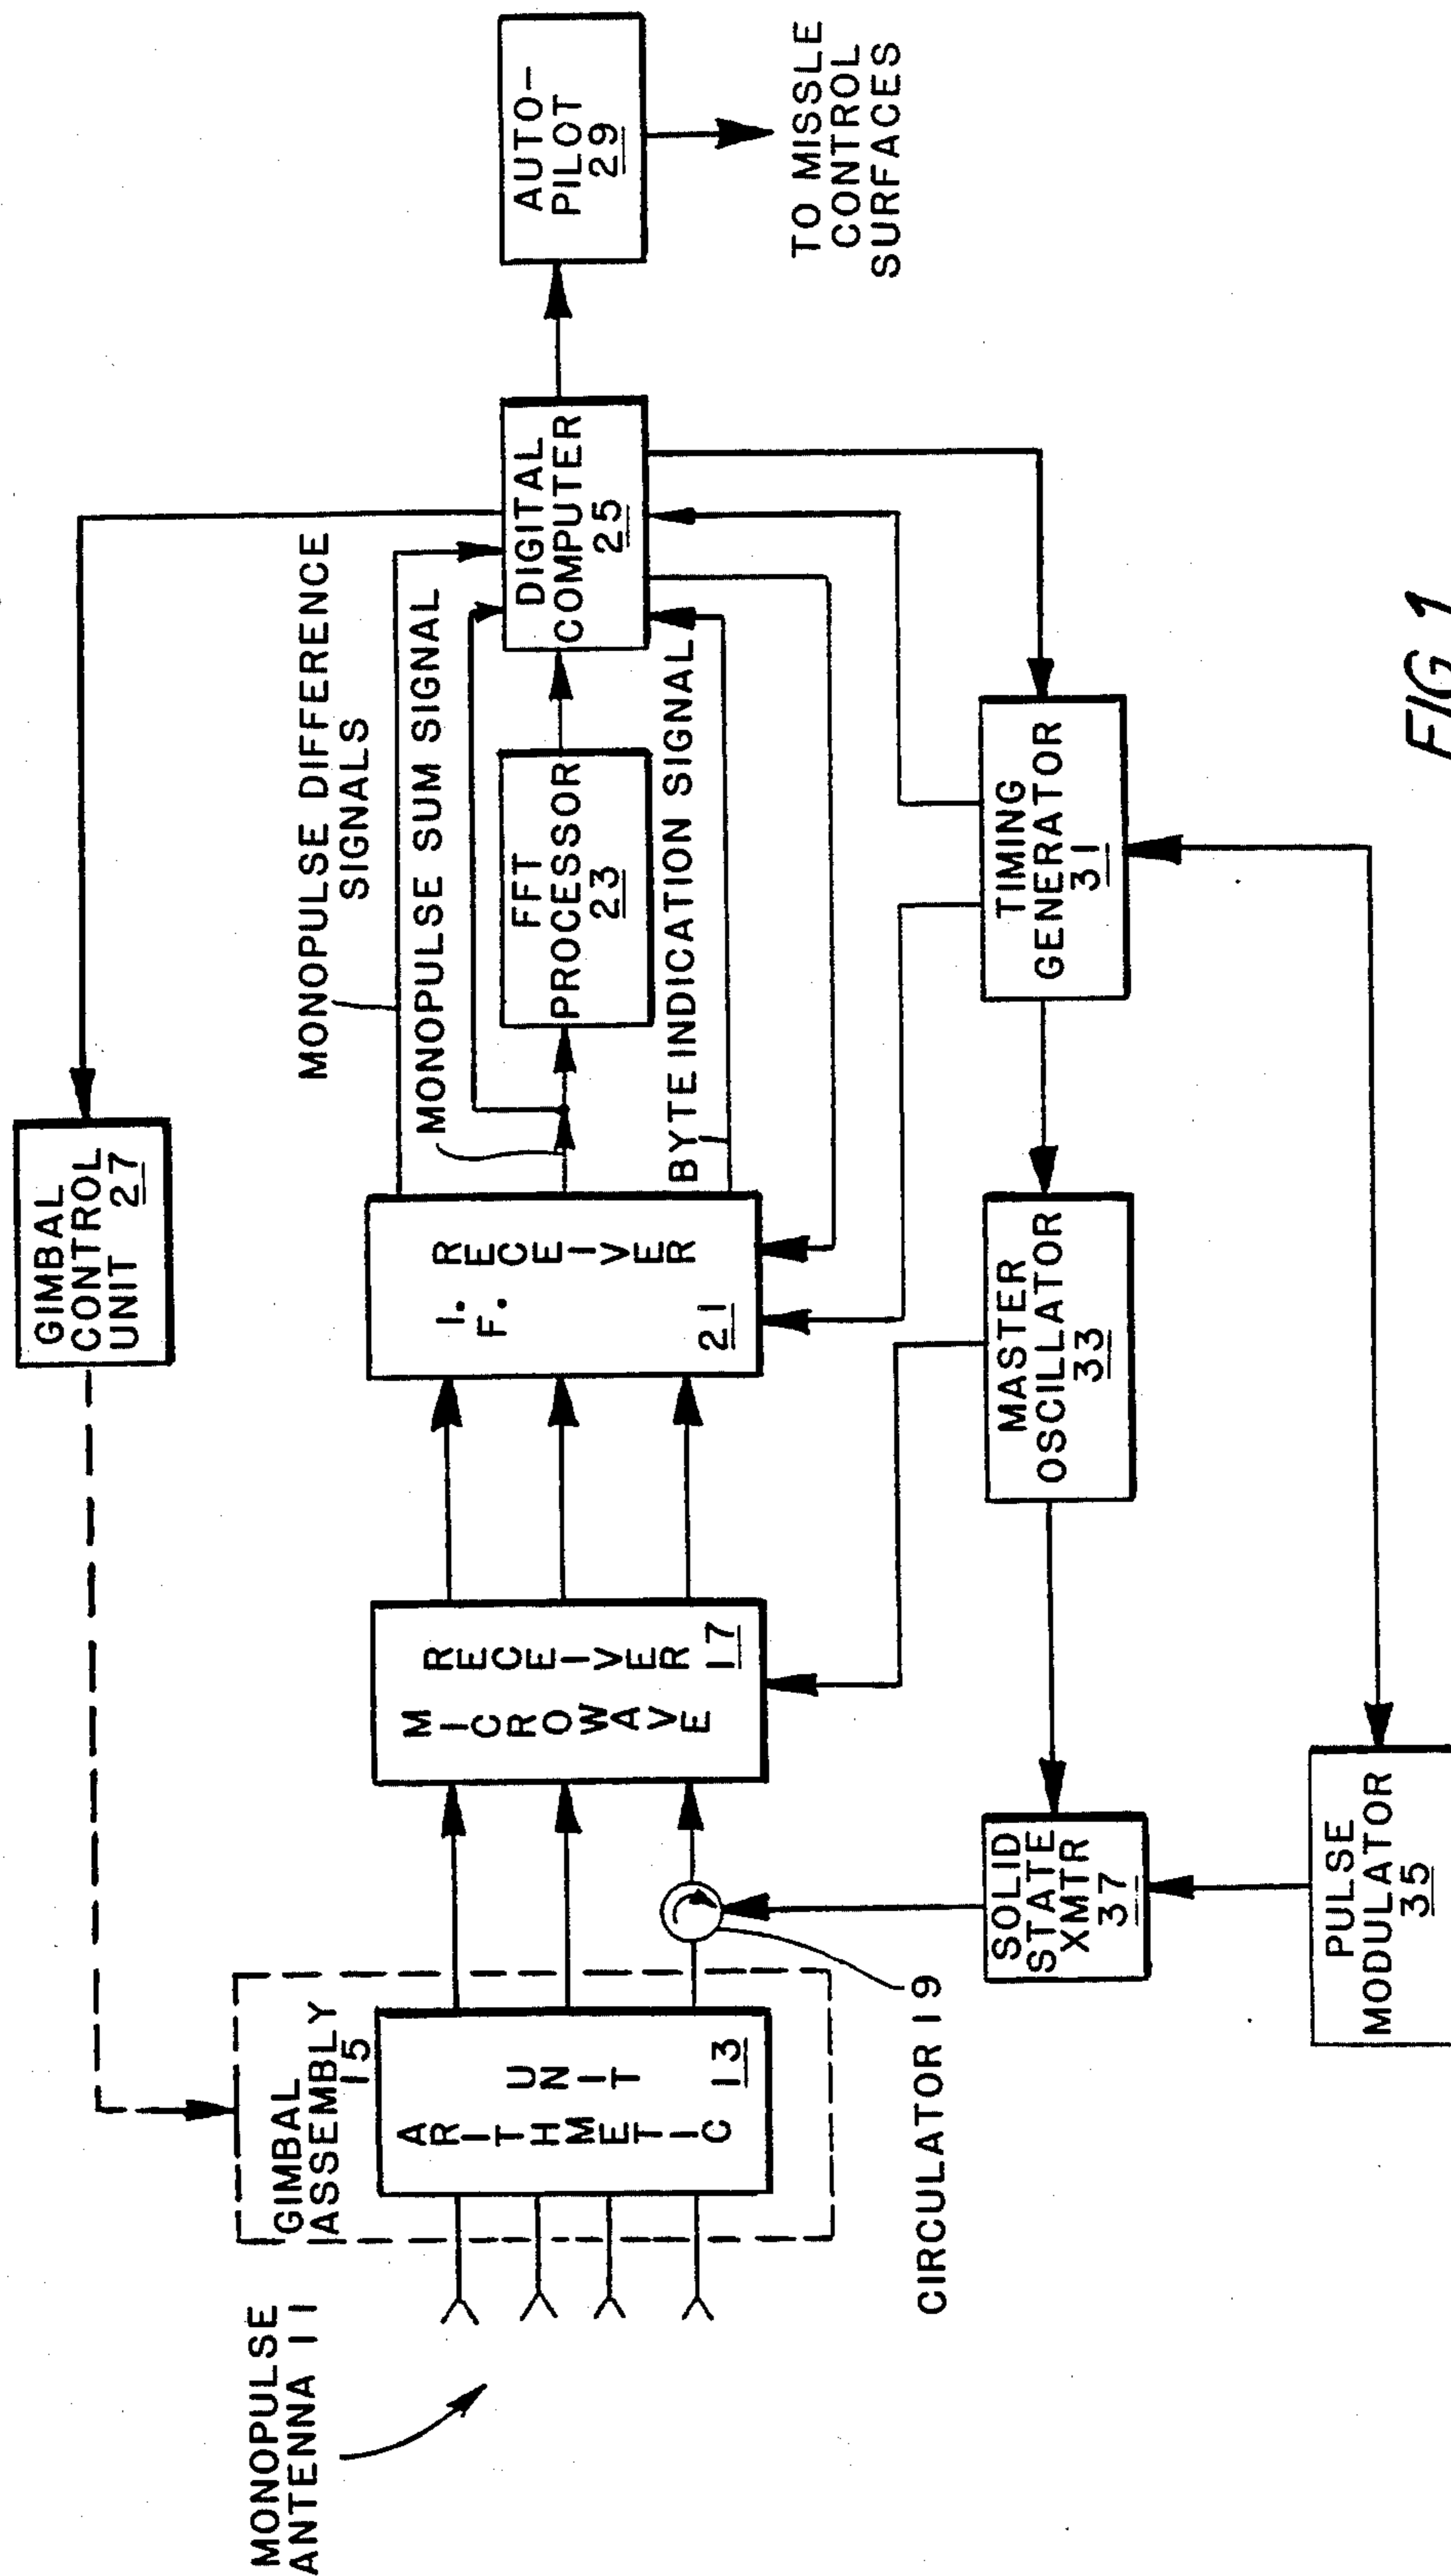 GIMBAL
CONTROL
UNIT 27
MONOPULSE
ANTENNA 11
GIMBAL
ASSEMBLY
15
ARITHMETIC
UNIT
13
CIRCULATOR 19
MICROWAVE
RECEIVER
17
I.F.
RECEIVER
21
MONOPULSE DIFFERENCE
SIGNALS
MONOPULSE SUM SIGNAL
FFT
PROCESSOR
23
BYTE INDICATION SIGNAL
DIGITAL
COMPUTER
25
AUTO-
PILOT
29
TO MISSLE
CONTROL
SURFACES
SOLID
STATE
XMTR
37
MASTER
OSCILLATOR
33
TIMING
GENERATOR
31
PULSE
MODULATOR
35
FIG 1